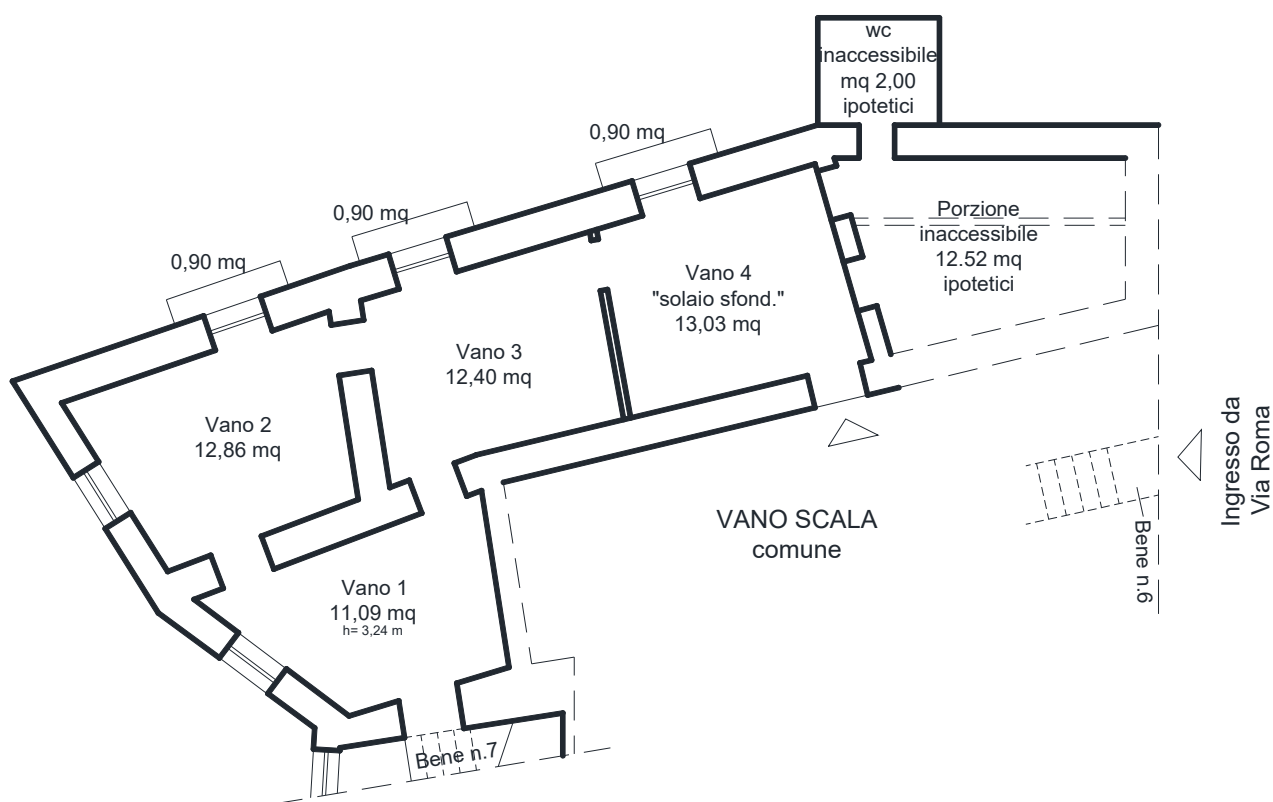 wc
inaccessibile
mq 2,00
ipotetici
0,90 mq
0,90 mq
0,90 mq
Porzione
inaccessibile
12.52 mq
ipotetici
Vano 4
"solaio sfond."
13,03 mq
Vano 3
12,40 mq
Vano 2
12,86 mq
Ingresso da
Via Roma
VANO SCALA
comune
Bene n.6
Vano 1
11,09 mq
h= 3,24 m
Bene n.7